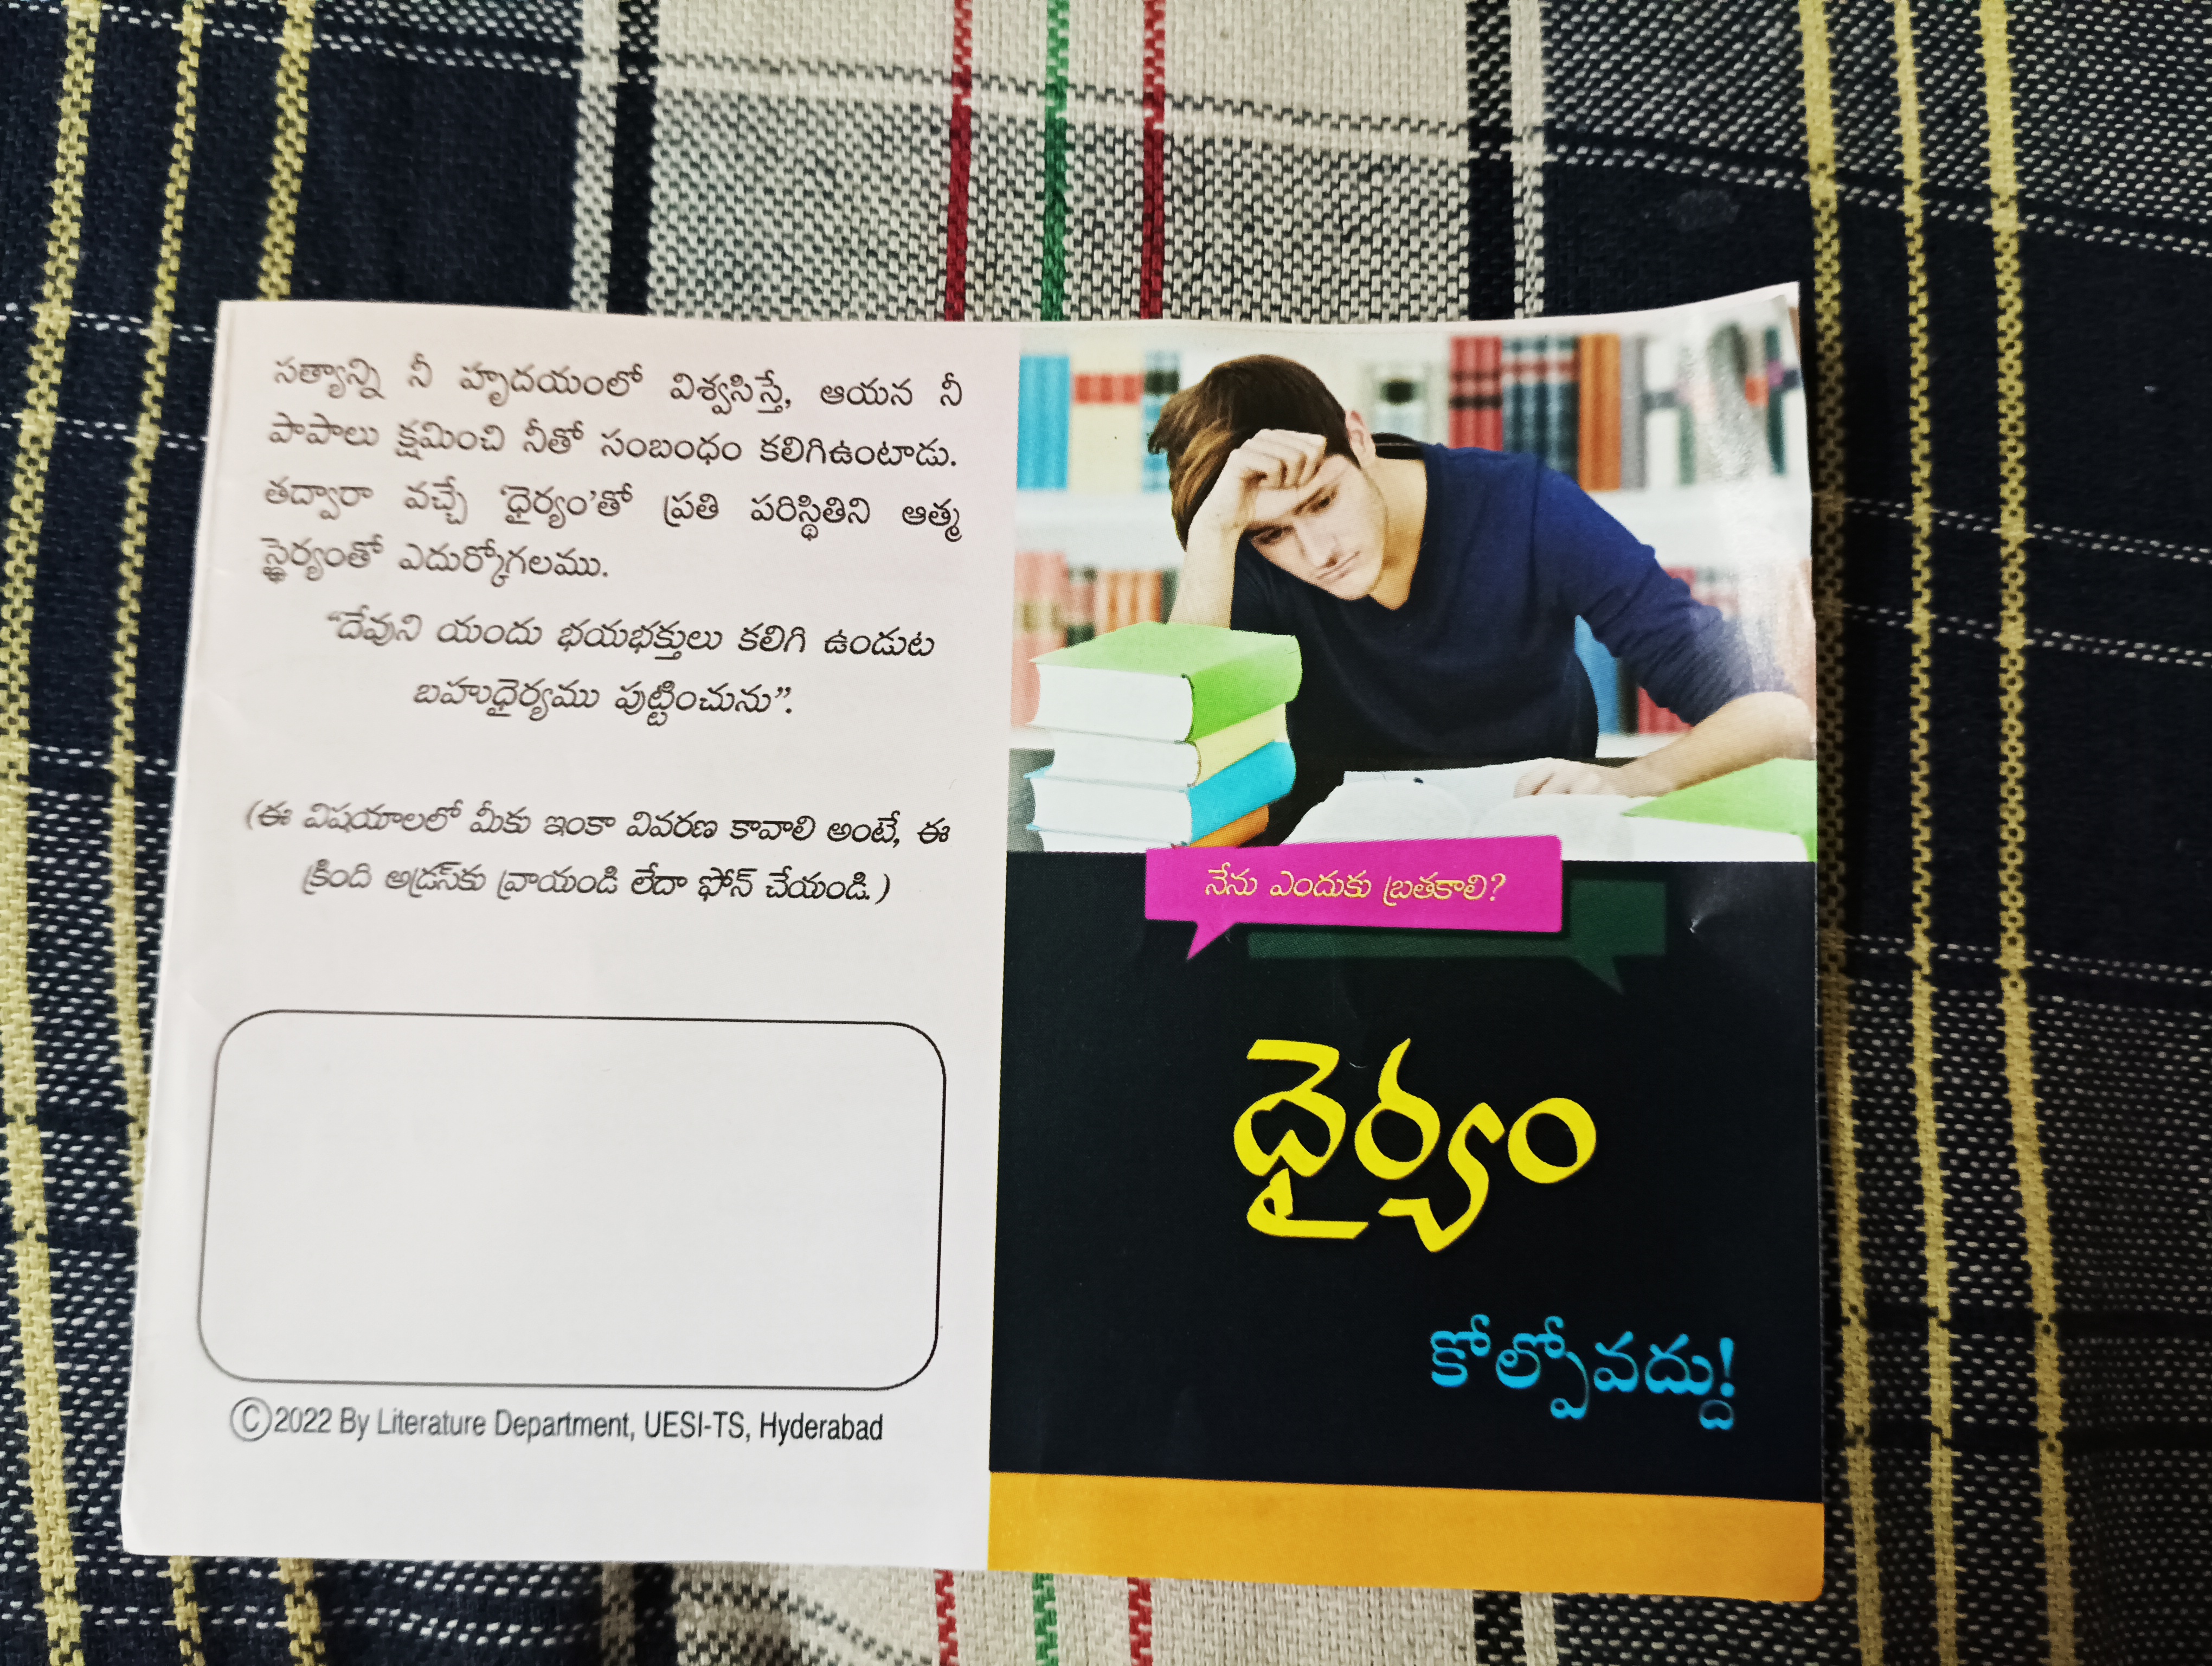 సత్యాన్ని నీ హృదయంలో విశ్వసిస్తే, ఆయన నీ
పాపాలు క్షమించి నీతో సంబంధం కలిగిఉంటాడు.
తద్వారా వచ్చే ‘ధైర్యం’తో ప్రతి పరిస్థితిని ఆత్మ
స్థైర్యంతో ఎదుర్కోగలము.
“దేవుని యందు భయభక్తులు కలిగి ఉండుట
బహుధైర్యము పుట్టించును”.
(ఈ విషయాలలో మీకు ఇంకా వివరణ కావాలి అంటే, ఈ
క్రింది అడ్రస్‌కు వ్రాయండి లేదా ఫోన్ చేయండి.)
©2022 By Literature Department, UESI-TS, Hyderabad
నేను ఎందుకు బ్రతకాలి?
ధైర్యం
కోల్పోవద్దు!